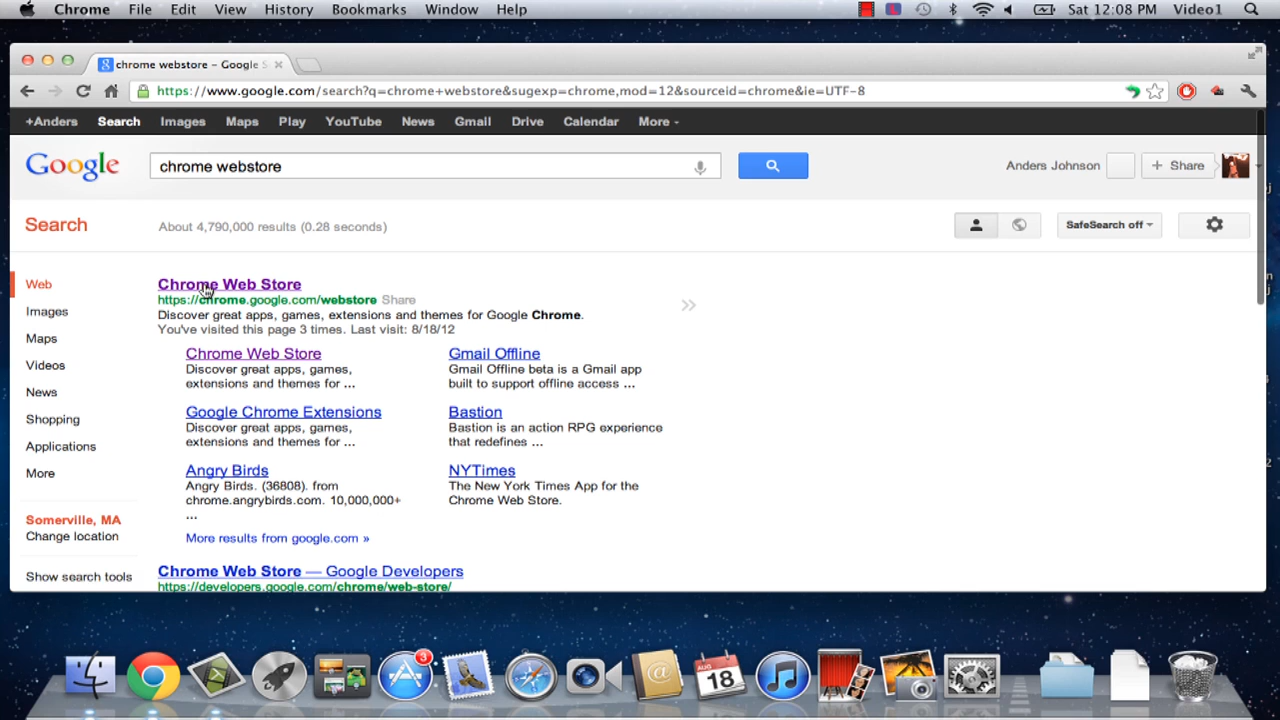 Chrome File Edit View History Bookmarks Window Help Sat 12:08 PM Video1
chrome webstore – Google S
https://www.google.com/search?q=chrome+webstore&sugexp=chrome,mod=12&sourceid=chrome&ie=UTF-8
+Anders Search Images Maps Play YouTube News Gmail Drive Calendar More
Google chrome webstore Anders Johnson + Share
Search About 4,790,000 results (0.28 seconds) SafeSearch off
Web
Images
Maps
Videos
News
Shopping
Applications
More
Somerville, MA
Change location
Show search tools
Chrome Web Store
https://chrome.google.com/webstore Share
Discover great apps, games, extensions and themes for Google Chrome.
You've visited this page 3 times. Last visit: 8/18/12
Chrome Web Store
Discover great apps, games,
extensions and themes for ...
Gmail Offline
Gmail Offline beta is a Gmail app
built to support offline access ...
Google Chrome Extensions
Discover great apps, games,
extensions and themes for ...
Bastion
Bastion is an action RPG experience
that redefines ...
Angry Birds
Angry Birds. (36808). from
chrome.angrybirds.com. 10,000,000+
...
NYTimes
The New York Times App for the
Chrome Web Store.
More results from google.com »
Chrome Web Store — Google Developers
https://developers.google.com/chrome/web-store/
3
AUG
18